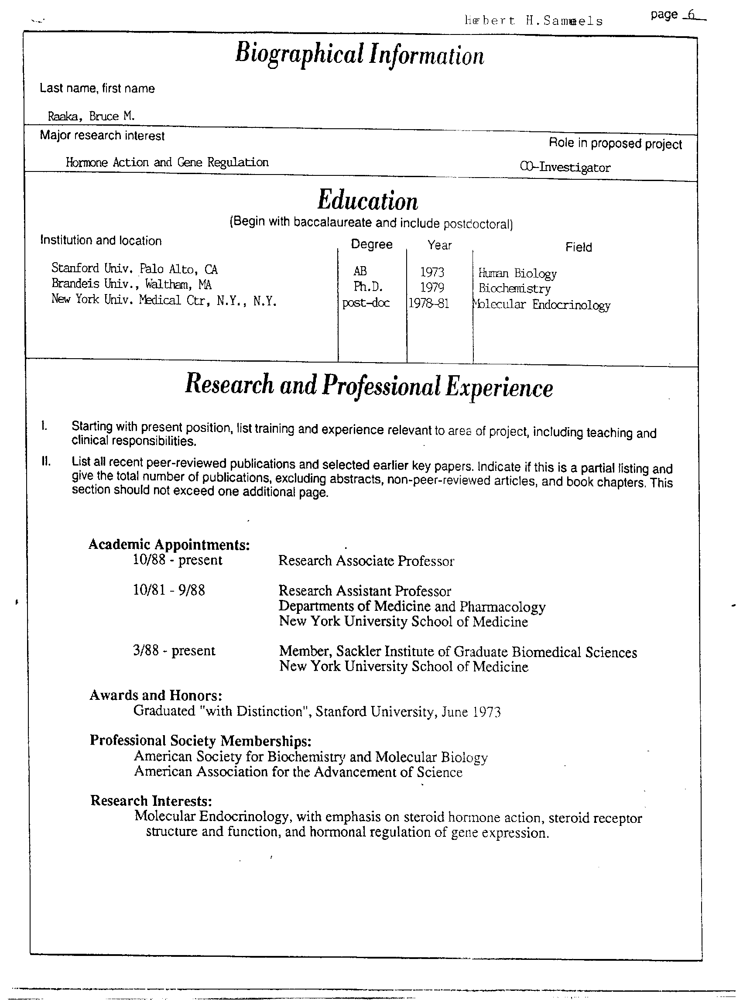 Herbert H. Samuels page 6
Biographical Information
Last name, first name
Raaka, Bruce M.
Major research interest Role in proposed project
Hormone Action and Gene Regulation CO-Investigator
Education
(Begin with baccalaureate and include postdoctoral)
Institution and location Degree Year Field
Stanford Univ. Palo Alto, CA AB 1973 Human Biology
Brandeis Univ., Waltham, MA Ph.D. 1979 Biochemistry
New York Univ. Medical Ctr, N.Y., N.Y. post-doc 1978-81 Molecular Endocrinology
Research and Professional Experience
I. Starting with present position, list training and experience relevant to area of project, including teaching and
clinical responsibilities.
II. List all recent peer-reviewed publications and selected earlier key papers. Indicate if this is a partial listing and
give the total number of publications, excluding abstracts, non-peer-reviewed articles, and book chapters. This
section should not exceed one additional page.
Academic Appointments:
10/88 - present Research Associate Professor
10/81 - 9/88 Research Assistant Professor
Departments of Medicine and Pharmacology
New York University School of Medicine
3/88 - present Member, Sackler Institute of Graduate Biomedical Sciences
New York University School of Medicine
Awards and Honors:
Graduated "with Distinction", Stanford University, June 1973
Professional Society Memberships:
American Society for Biochemistry and Molecular Biology
American Association for the Advancement of Science
Research Interests:
Molecular Endocrinology, with emphasis on steroid hormone action, steroid receptor
structure and function, and hormonal regulation of gene expression.